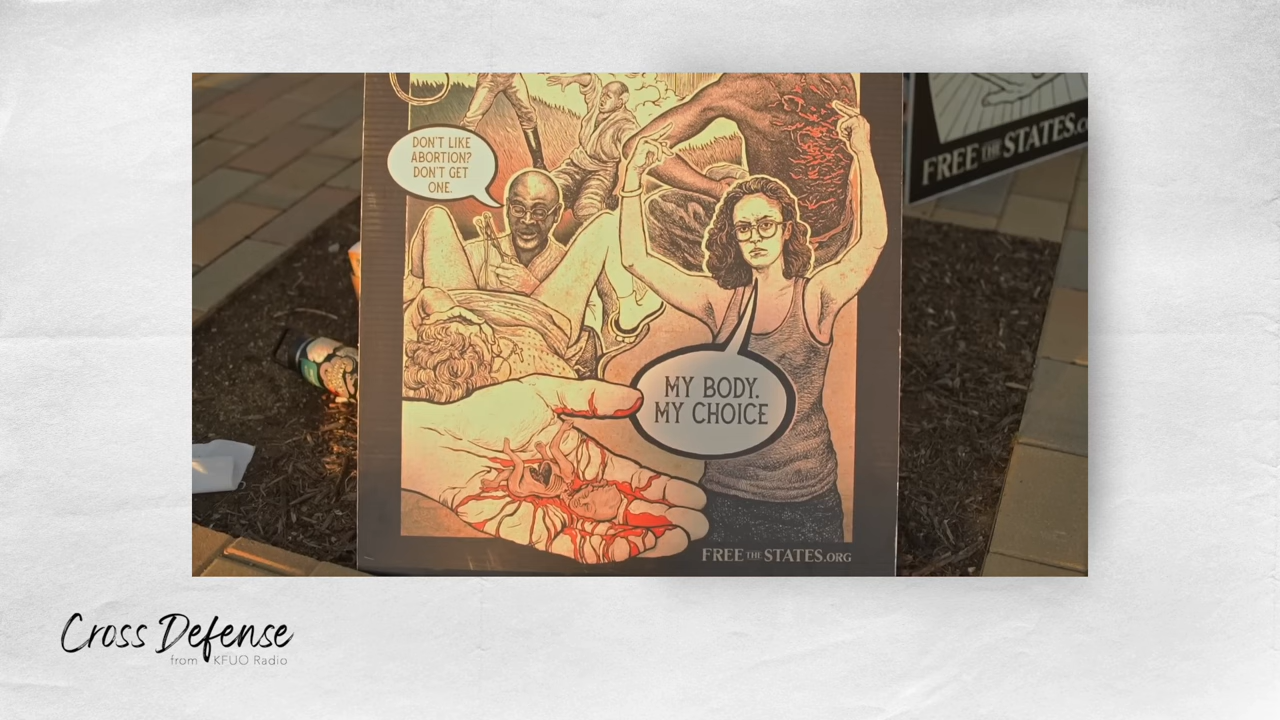 DON'T LIKE
ABORTION?
DON'T GET
ONE.
MY BODY.
MY CHOICE
FREE THE STATES.ORG
FREE THE STATES.C
Cross Defense
from KFUO Radio